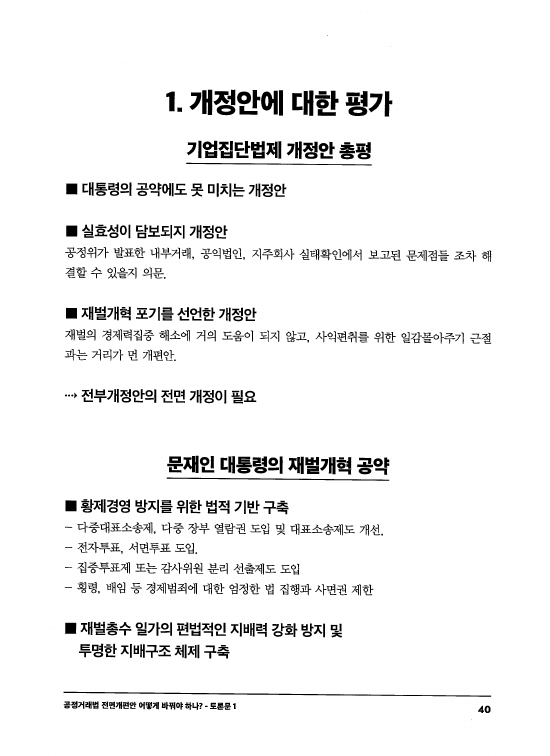 1. 개정안에 대한 평가
기업집단법제 개정안 총평
■ 대통령의 공약에도 못 미치는 개정안
■ 실효성이 담보되지 개정안
공정위가 발표한 내부거래, 공익법인, 지주회사 실태확인에서 보고된 문제점들 조차 해
결할 수 있을지 의문.
■ 재벌개혁 포기를 선언한 개정안
재벌의 경제력집중 해소에 거의 도움이 되지 않고, 사익편취를 위한 일감몰아주기 근절
과는 거리가 먼 개편안.
⇢ 전부개정안의 전면 개정이 필요
문재인 대통령의 재벌개혁 공약
■ 황제경영 방지를 위한 법적 기반 구축
- 다중대표소송제, 다중 장부 열람권 도입 및 대표소송제도 개선.
- 전자투표, 서면투표 도입.
- 집중투표제 또는 감사위원 분리 선출제도 도입
- 횡령, 배임 등 경제범죄에 대한 엄정한 법 집행과 사면권 제한
■ 재벌총수 일가의 편법적인 지배력 강화 방지 및
투명한 지배구조 체제 구축
공정거래법 전면개편안 어떻게 바꿔야 하나? - 토론문 1
40